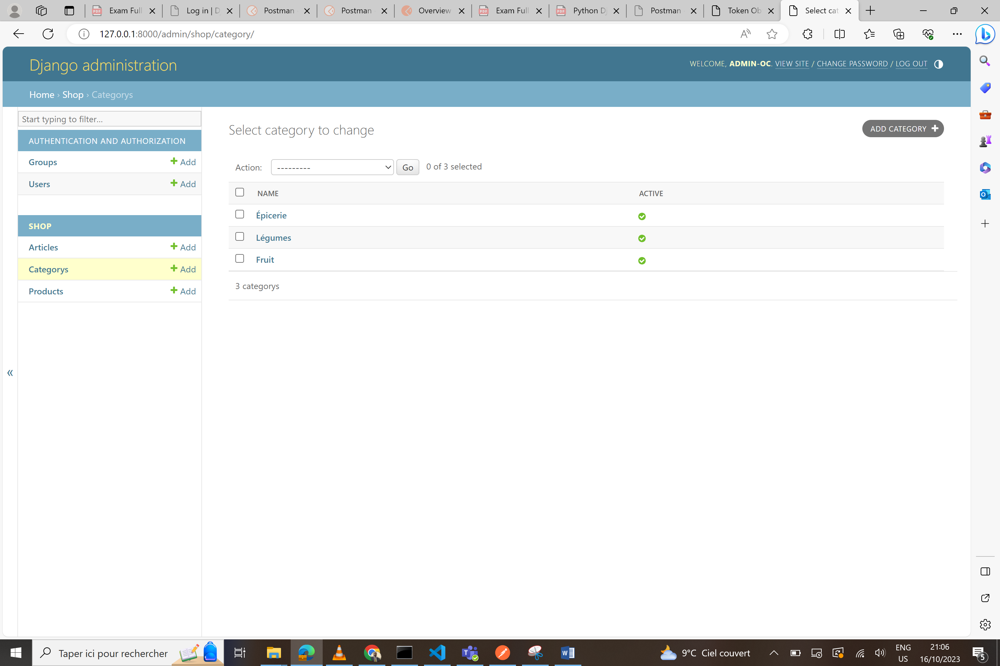 Exam Full Log in | D Postman Postman Overview Exam Full Python Dj Postman Token Ob Select cat
127.0.0.1:8000/admin/shop/category/
Django administration
WELCOME, ADMIN-OC. VIEW SITE / CHANGE PASSWORD / LOG OUT
Home › Shop › Categorys
Start typing to filter...
AUTHENTICATION AND AUTHORIZATION
Groups Add
Users Add
SHOP
Articles Add
Categorys Add
Products Add
«
Select category to change
ADD CATEGORY
Action: --------- Go 0 of 3 selected
NAME ACTIVE
Épicerie
Légumes
Fruit
3 categorys
Taper ici pour rechercher
9°C Ciel couvert
ENG
US
21:06
16/10/2023
5